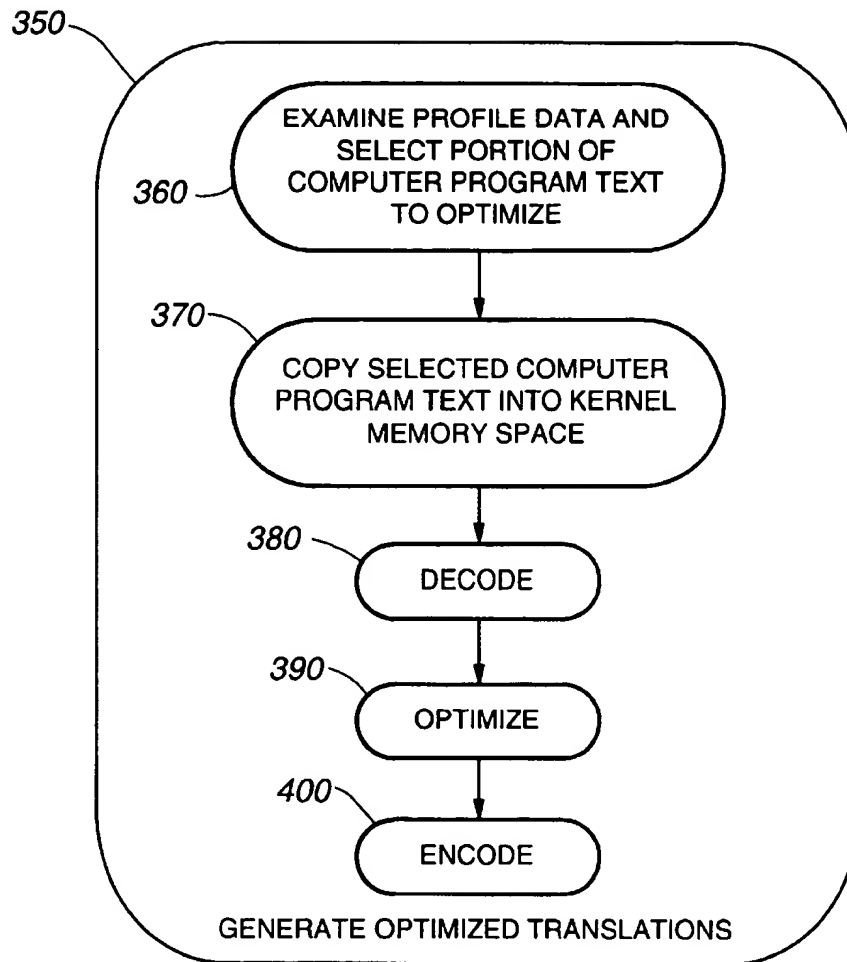 350
EXAMINE PROFILE DATA AND
SELECT PORTION OF
COMPUTER PROGRAM TEXT
TO OPTIMIZE
360
370
COPY SELECTED COMPUTER
PROGRAM TEXT INTO KERNEL
MEMORY SPACE
380
DECODE
390
OPTIMIZE
400
ENCODE
GENERATE OPTIMIZED TRANSLATIONS